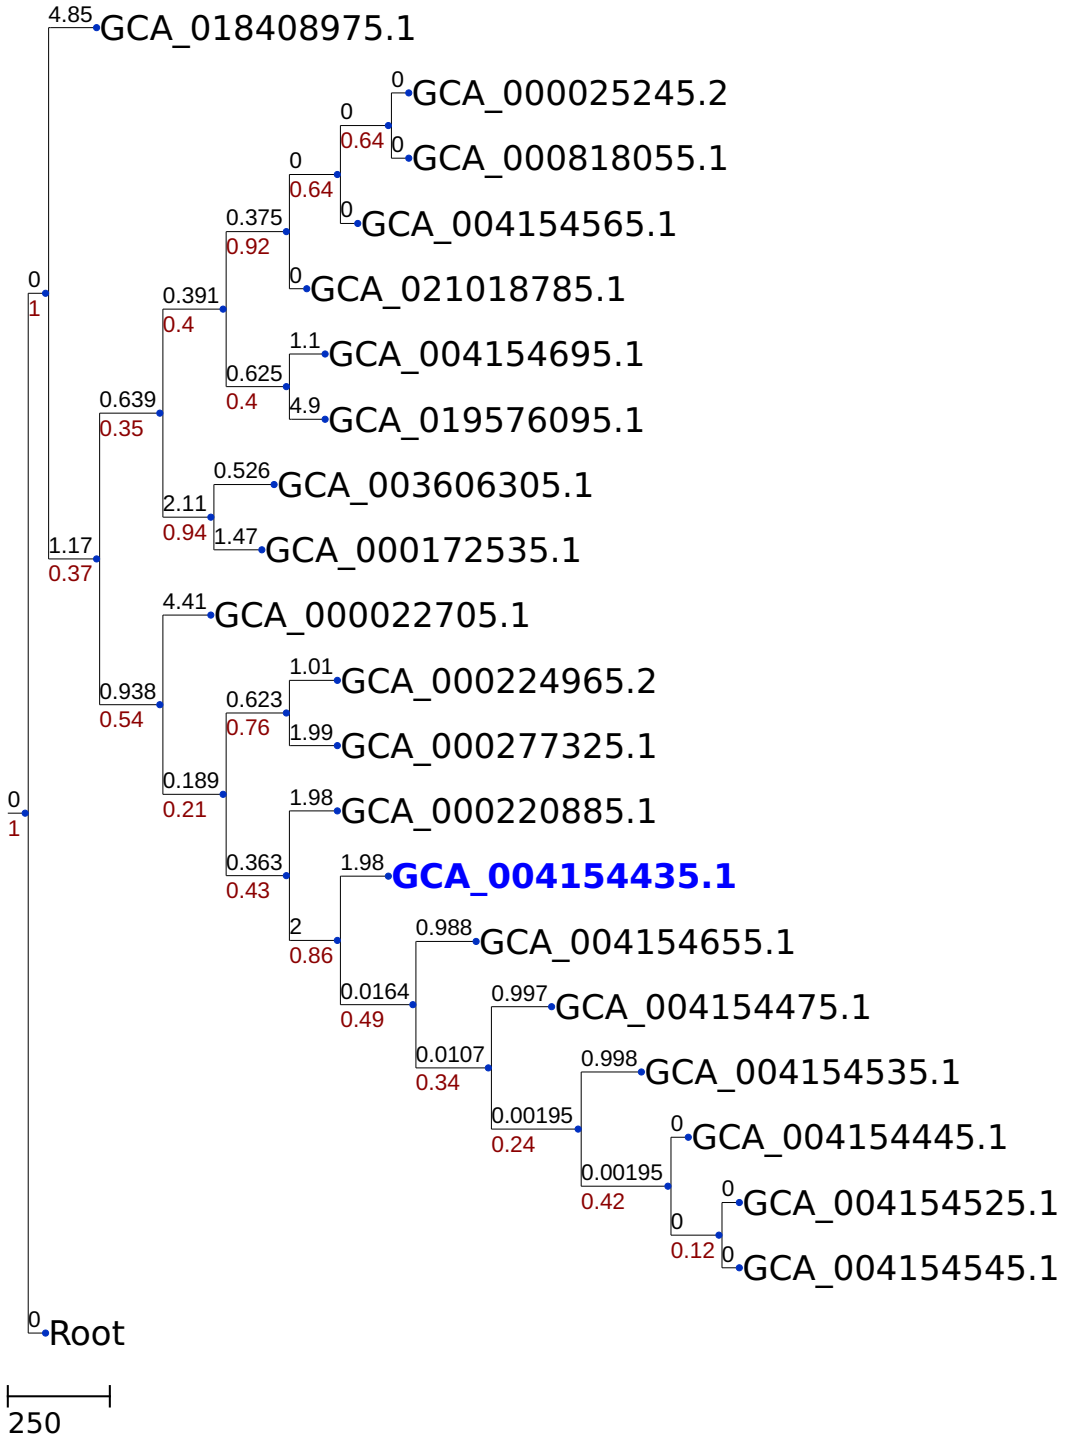 4.85 GCA_018408975.1
0 GCA_000025245.2
0
0.64
0 GCA_000818055.1
0
0.64
0 GCA_004154565.1
0.375
0.92
0 GCA_021018785.1
0
1
0.391
0.4
1.1 GCA_004154695.1
0.625
0.4
4.9 GCA_019576095.1
0.639
0.35
0.526 GCA_003606305.1
2.11
0.94
1.47 GCA_000172535.1
1.17
0.37
4.41 GCA_000022705.1
1.01 GCA_000224965.2
0.938
0.54
0.623
0.76
1.99 GCA_000277325.1
0.189
0.21
0
1
1.98 GCA_000220885.1
0.363
0.43
1.98 GCA_004154435.1
2
0.86
0.988 GCA_004154655.1
0.0164
0.49
0.997 GCA_004154475.1
0.0107
0.34
0.998 GCA_004154535.1
0.00195
0.24
0 GCA_004154445.1
0.00195
0.42
0 GCA_004154525.1
0
0.12
0 GCA_004154545.1
0 Root
250